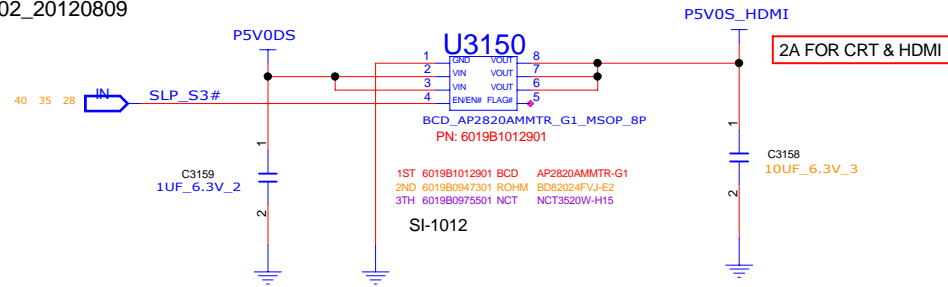 02_20120809
P5V0DS
P5V0S_HDMI
2A FOR CRT & HDMI
U3150
1 GND VOUT 8
2 VIN VOUT 7
3 VIN VOUT 6
4 EN/EN# FLAG# 5
40 35 28 IN SLP_S3#
BCD_AP2820AMMTR_G1_MSOP_8P
PN: 6019B1012901
1
C3159
1UF_6.3V_2
2
1
C3158
10UF_6.3V_3
2
1ST 6019B1012901 BCD AP2820AMMTR-G1
2ND 6019B0947301 ROHM BD82024FVJ-E2
3TH 6019B0975501 NCT NCT3520W-H15
SI-1012